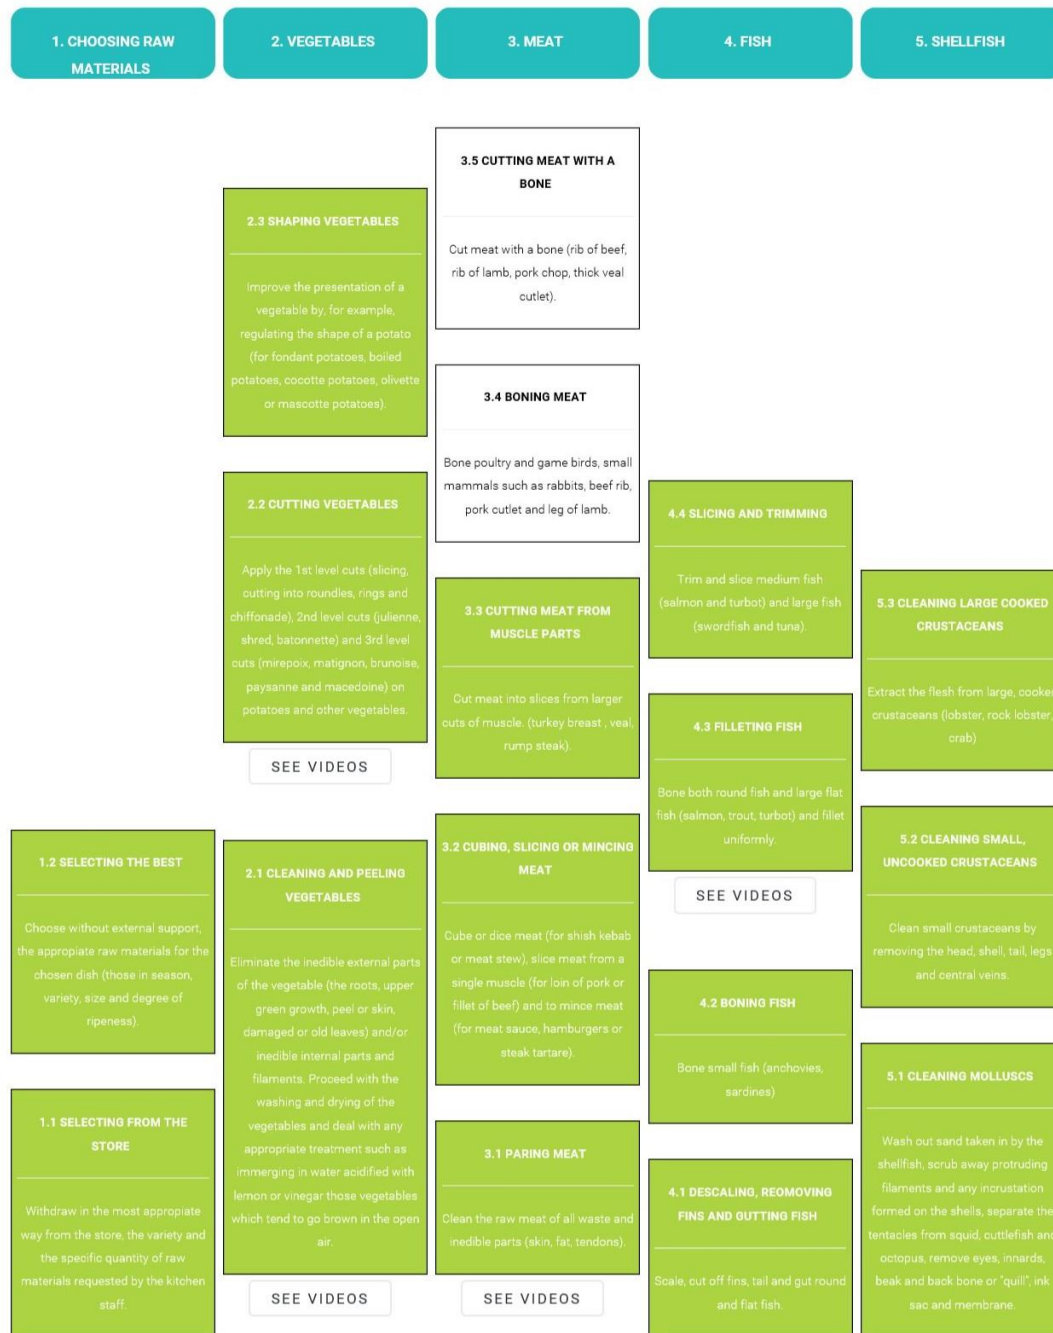 1. CHOOSING RAW
MATERIALS
2. VEGETABLES
3. MEAT
4. FISH
5. SHELLFISH
1.2 SELECTING THE BEST
Choose without external support,
the appropiate raw materials for the
chosen dish (those in season,
variety, size and degree of
ripeness).
1.1 SELECTING FROM THE
STORE
Withdraw in the most appropiate
way from the store, the variety and
the specific quantity of raw
materials requested by the kitchen
staff.
2.3 SHAPING VEGETABLES
Improve the presentation of a
vegetable by, for example,
regulating the shape of a potato
(for fondant potatoes, boiled
potatoes, cocotte potatoes, olivette
or mascotte potatoes).
2.2 CUTTING VEGETABLES
Apply the 1st level cuts (slicing,
cutting into roundles, rings and
chiffonade), 2nd level cuts (julienne,
shred, batonnette) and 3rd level
cuts (mirepoix, matignon, brunoise,
paysanne and macedoine) on
potatoes and other vegetables.
SEE VIDEOS
2.1 CLEANING AND PEELING
VEGETABLES
Eliminate the inedible external parts
of the vegetable (the roots, upper
green growth, peel or skin,
damaged or old leaves) and/or
inedible internal parts and
filaments. Proceed with the
washing and drying of the
vegetables and deal with any
appropriate treatment such as
immerging in water acidified with
lemon or vinegar those vegetables
which tend to go brown in the open
air.
SEE VIDEOS
3.5 CUTTING MEAT WITH A
BONE
Cut meat with a bone (rib of beef,
rib of lamb, pork chop, thick veal
cutlet).
3.4 BONING MEAT
Bone poultry and game birds, small
mammals such as rabbits, beef rib,
pork cutlet and leg of lamb.
3.3 CUTTING MEAT FROM
MUSCLE PARTS
Cut meat into slices from larger
cuts of muscle. (turkey breast , veal,
rump steak).
3.2 CUBING, SLICING OR MINCING
MEAT
Cube or dice meat (for shish kebab
or meat stew), slice meat from a
single muscle (for loin of pork or
fillet of beef) and to mince meat
(for meat sauce, hamburgers or
steak tartare).
3.1 PARING MEAT
Clean the raw meat of all waste and
inedible parts (skin, fat, tendons).
SEE VIDEOS
4.4 SLICING AND TRIMMING
Trim and slice medium fish
(salmon and turbot) and large fish
(swordfish and tuna).
4.3 FILLETING FISH
Bone both round fish and large flat
fish (salmon, trout, turbot) and fillet
uniformly.
SEE VIDEOS
4.2 BONING FISH
Bone small fish (anchovies,
sardines)
4.1 DESCALING, REOMOVING
FINS AND GUTTING FISH
Scale, cut off fins, tail and gut round
and flat fish.
5.3 CLEANING LARGE COOKED
CRUSTACEANS
Extract the flesh from large, cooked
crustaceans (lobster, rock lobster,
crab)
5.2 CLEANING SMALL,
UNCOOKED CRUSTACEANS
Clean small crustaceans by
removing the head, shell, tail, legs
and central veins.
5.1 CLEANING MOLLUSCS
Wash out sand taken in by the
shellfish, scrub away protruding
filaments and any incrustation
formed on the shells, separate the
tentacles from squid, cuttlefish and
octopus, remove eyes, innards,
beak and back bone or "quill", ink
sac and membrane.